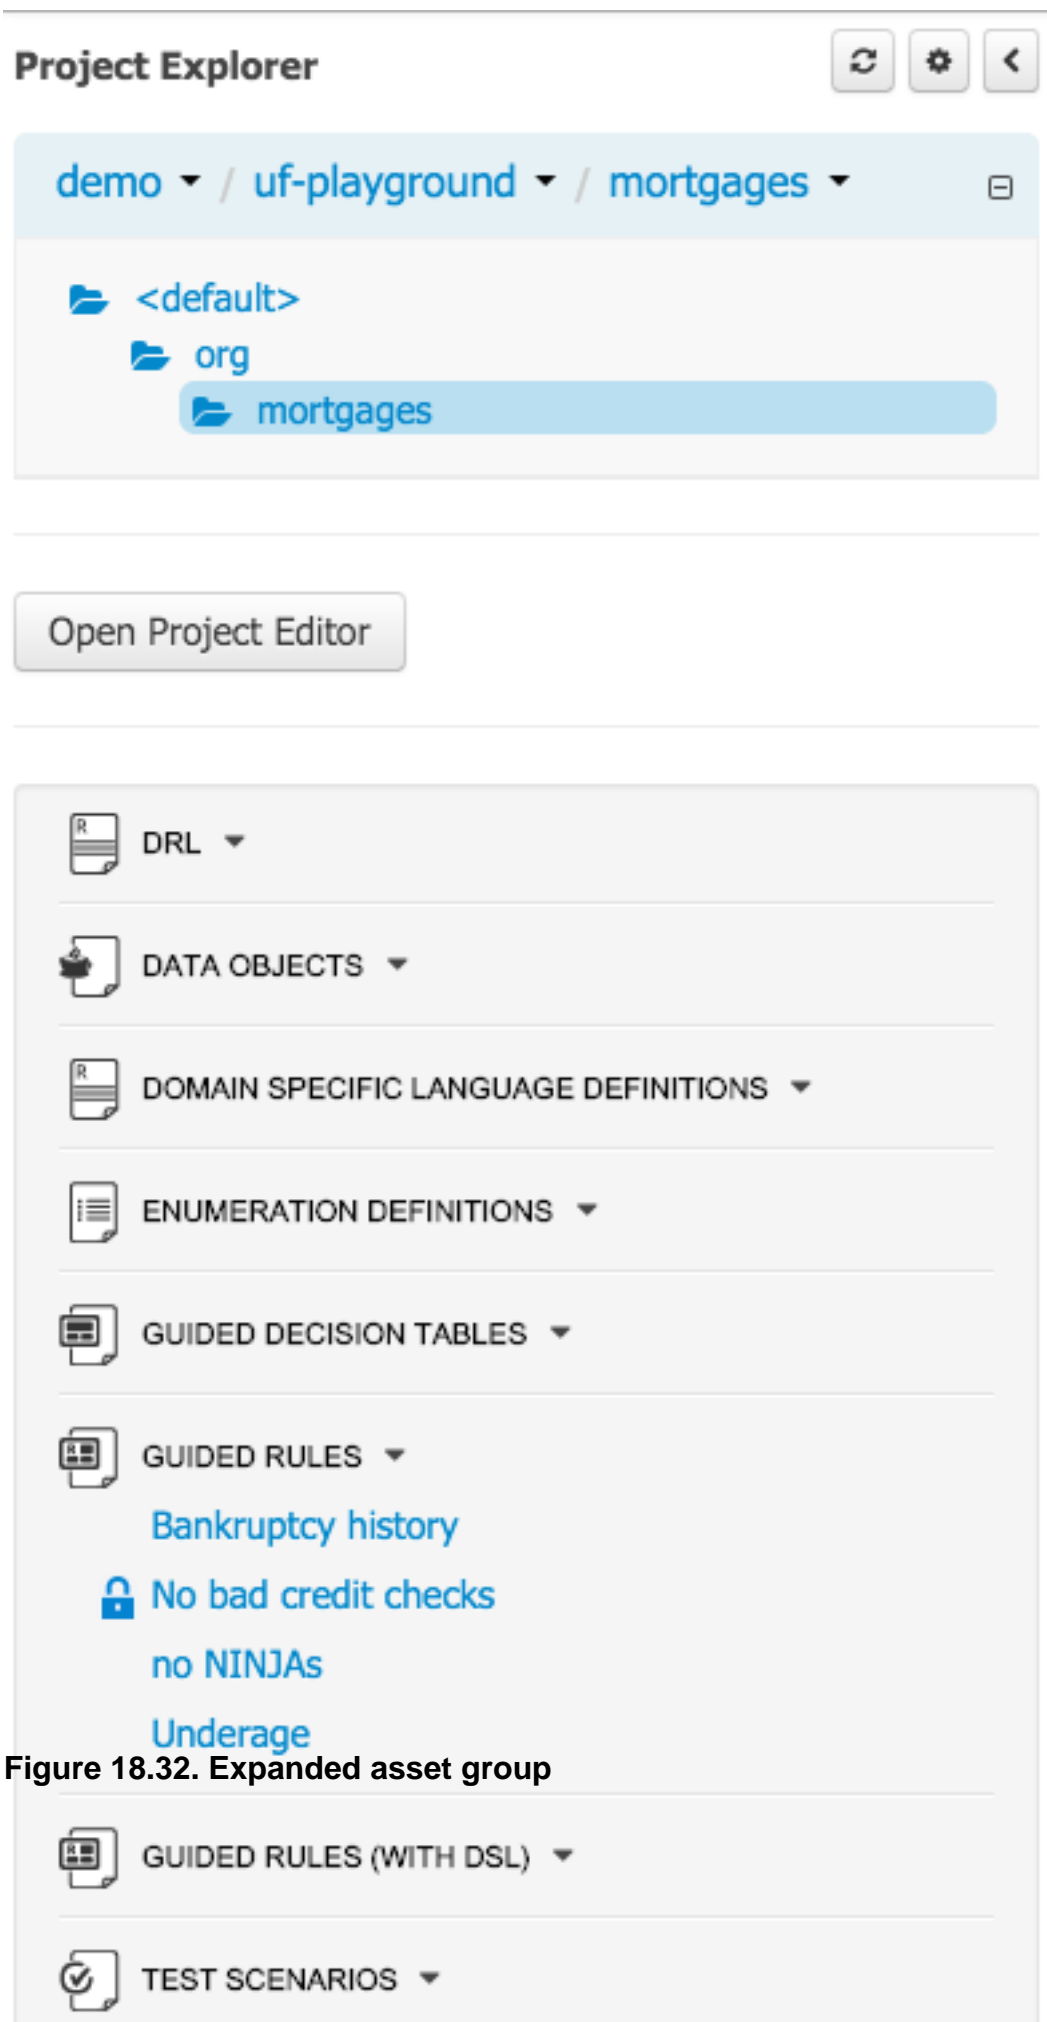 Project Explorer
demo / uf-playground / mortgages
<default>
org
mortgages
Open Project Editor
DRL
DATA OBJECTS
DOMAIN SPECIFIC LANGUAGE DEFINITIONS
ENUMERATION DEFINITIONS
GUIDED DECISION TABLES
GUIDED RULES
Bankruptcy history
No bad credit checks
no NINJAs
Underage
Figure 18.32. Expanded asset group
GUIDED RULES (WITH DSL)
TEST SCENARIOS